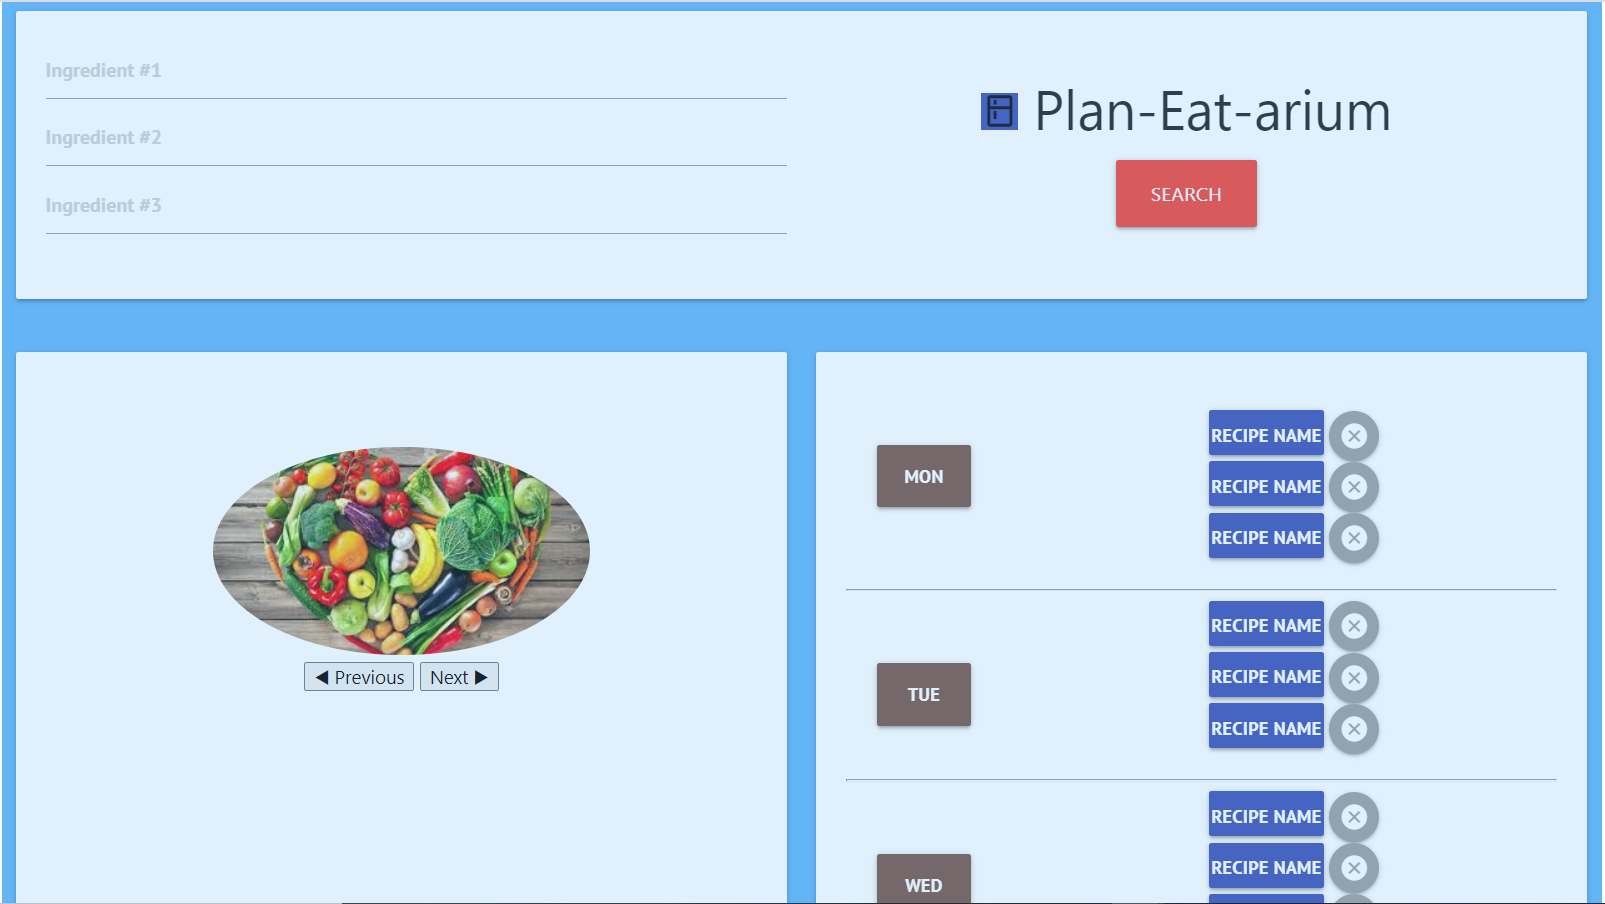 Ingredient #1
Ingredient #2
Ingredient #3
Plan-Eat-arium
SEARCH
◀ Previous
Next ▶
MON
RECIPE NAME
RECIPE NAME
RECIPE NAME
TUE
RECIPE NAME
RECIPE NAME
RECIPE NAME
WED
RECIPE NAME
RECIPE NAME